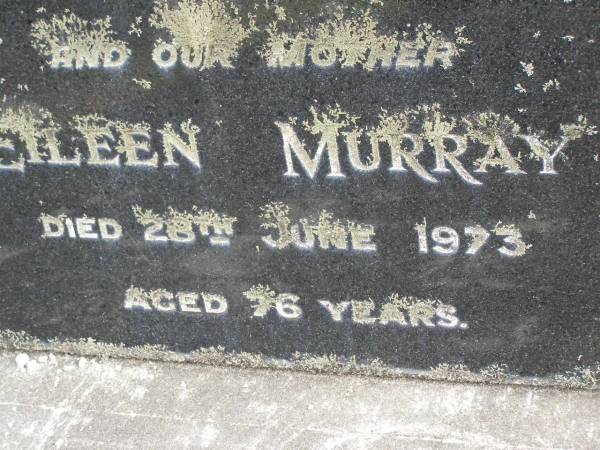 AND OUR MOTHER
EILEEN MURRAY
DIED 28TH JUNE 1973
AGED 76 YEARS.